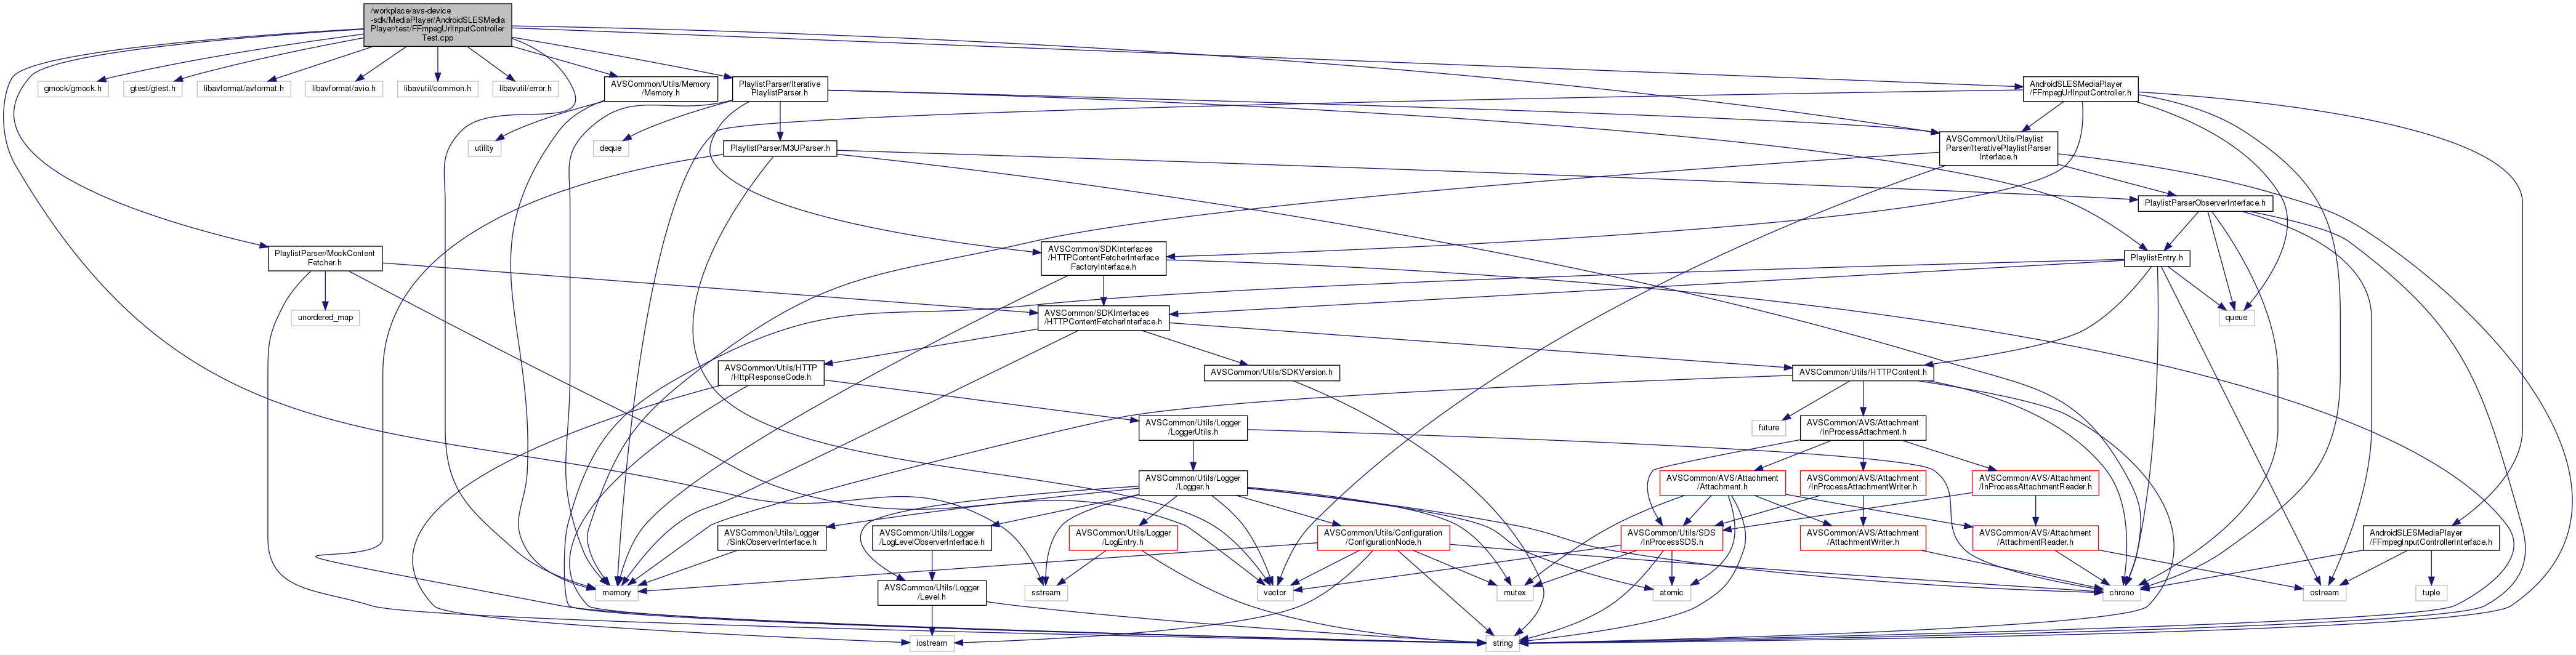 /workplace/avs-device
-sdk/MediaPlayer/AndroidSLESMedia
Player/test/FFmpegUrlInputController
Test.cpp
gmock/gmock.h
gtest/gtest.h
libavformat/avformat.h
libavformat/avio.h
libavutil/common.h
libavutil/error.h
AVSCommon/Utils/Memory
/Memory.h
PlaylistParser/Iterative
PlaylistParser.h
AndroidSLESMediaPlayer
/FFmpegUrlInputController.h
utility
deque
PlaylistParser/M3UParser.h
AVSCommon/Utils/Playlist
Parser/IterativePlaylistParser
Interface.h
PlaylistParserObserverInterface.h
PlaylistParser/MockContent
Fetcher.h
AVSCommon/SDKInterfaces
/HTTPContentFetcherInterface
FactoryInterface.h
PlaylistEntry.h
unordered_map
AVSCommon/SDKInterfaces
/HTTPContentFetcherInterface.h
queue
AVSCommon/Utils/HTTP
/HttpResponseCode.h
AVSCommon/Utils/SDKVersion.h
AVSCommon/Utils/HTTPContent.h
AVSCommon/Utils/Logger
/LoggerUtils.h
future
AVSCommon/AVS/Attachment
/InProcessAttachment.h
AVSCommon/Utils/Logger
/Logger.h
AVSCommon/AVS/Attachment
/Attachment.h
AVSCommon/AVS/Attachment
/InProcessAttachmentWriter.h
AVSCommon/AVS/Attachment
/InProcessAttachmentReader.h
AVSCommon/Utils/Logger
/SinkObserverInterface.h
AVSCommon/Utils/Logger
/LogLevelObserverInterface.h
AVSCommon/Utils/Logger
/LogEntry.h
AVSCommon/Utils/Configuration
/ConfigurationNode.h
AVSCommon/Utils/SDS
/InProcessSDS.h
AVSCommon/AVS/Attachment
/AttachmentWriter.h
AVSCommon/AVS/Attachment
/AttachmentReader.h
AndroidSLESMediaPlayer
/FFmpegInputControllerInterface.h
memory
AVSCommon/Utils/Logger
/Level.h
sstream
vector
mutex
atomic
chrono
ostream
tuple
iostream
string